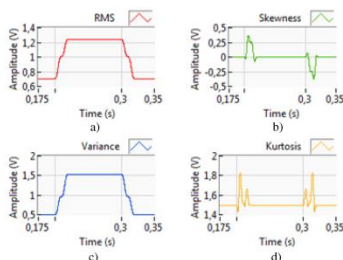 RMS
Amplitude (V)
1,4
1,2
1
0,8
0,6
0,175
0,3
0,35
Time (s)
a)
Skewness
Amplitude (V)
0,5
0,25
0
-0,25
-0,5
0,175
0,3
0,35
Time (s)
b)
Variance
Amplitude (V)
2
1,5
1
0,5
0,175
0,3
0,35
Time (s)
c)
Kurtosis
Amplitude (V)
2
1,8
1,6
1,4
0,175
0,3
0,35
Time (s)
d)